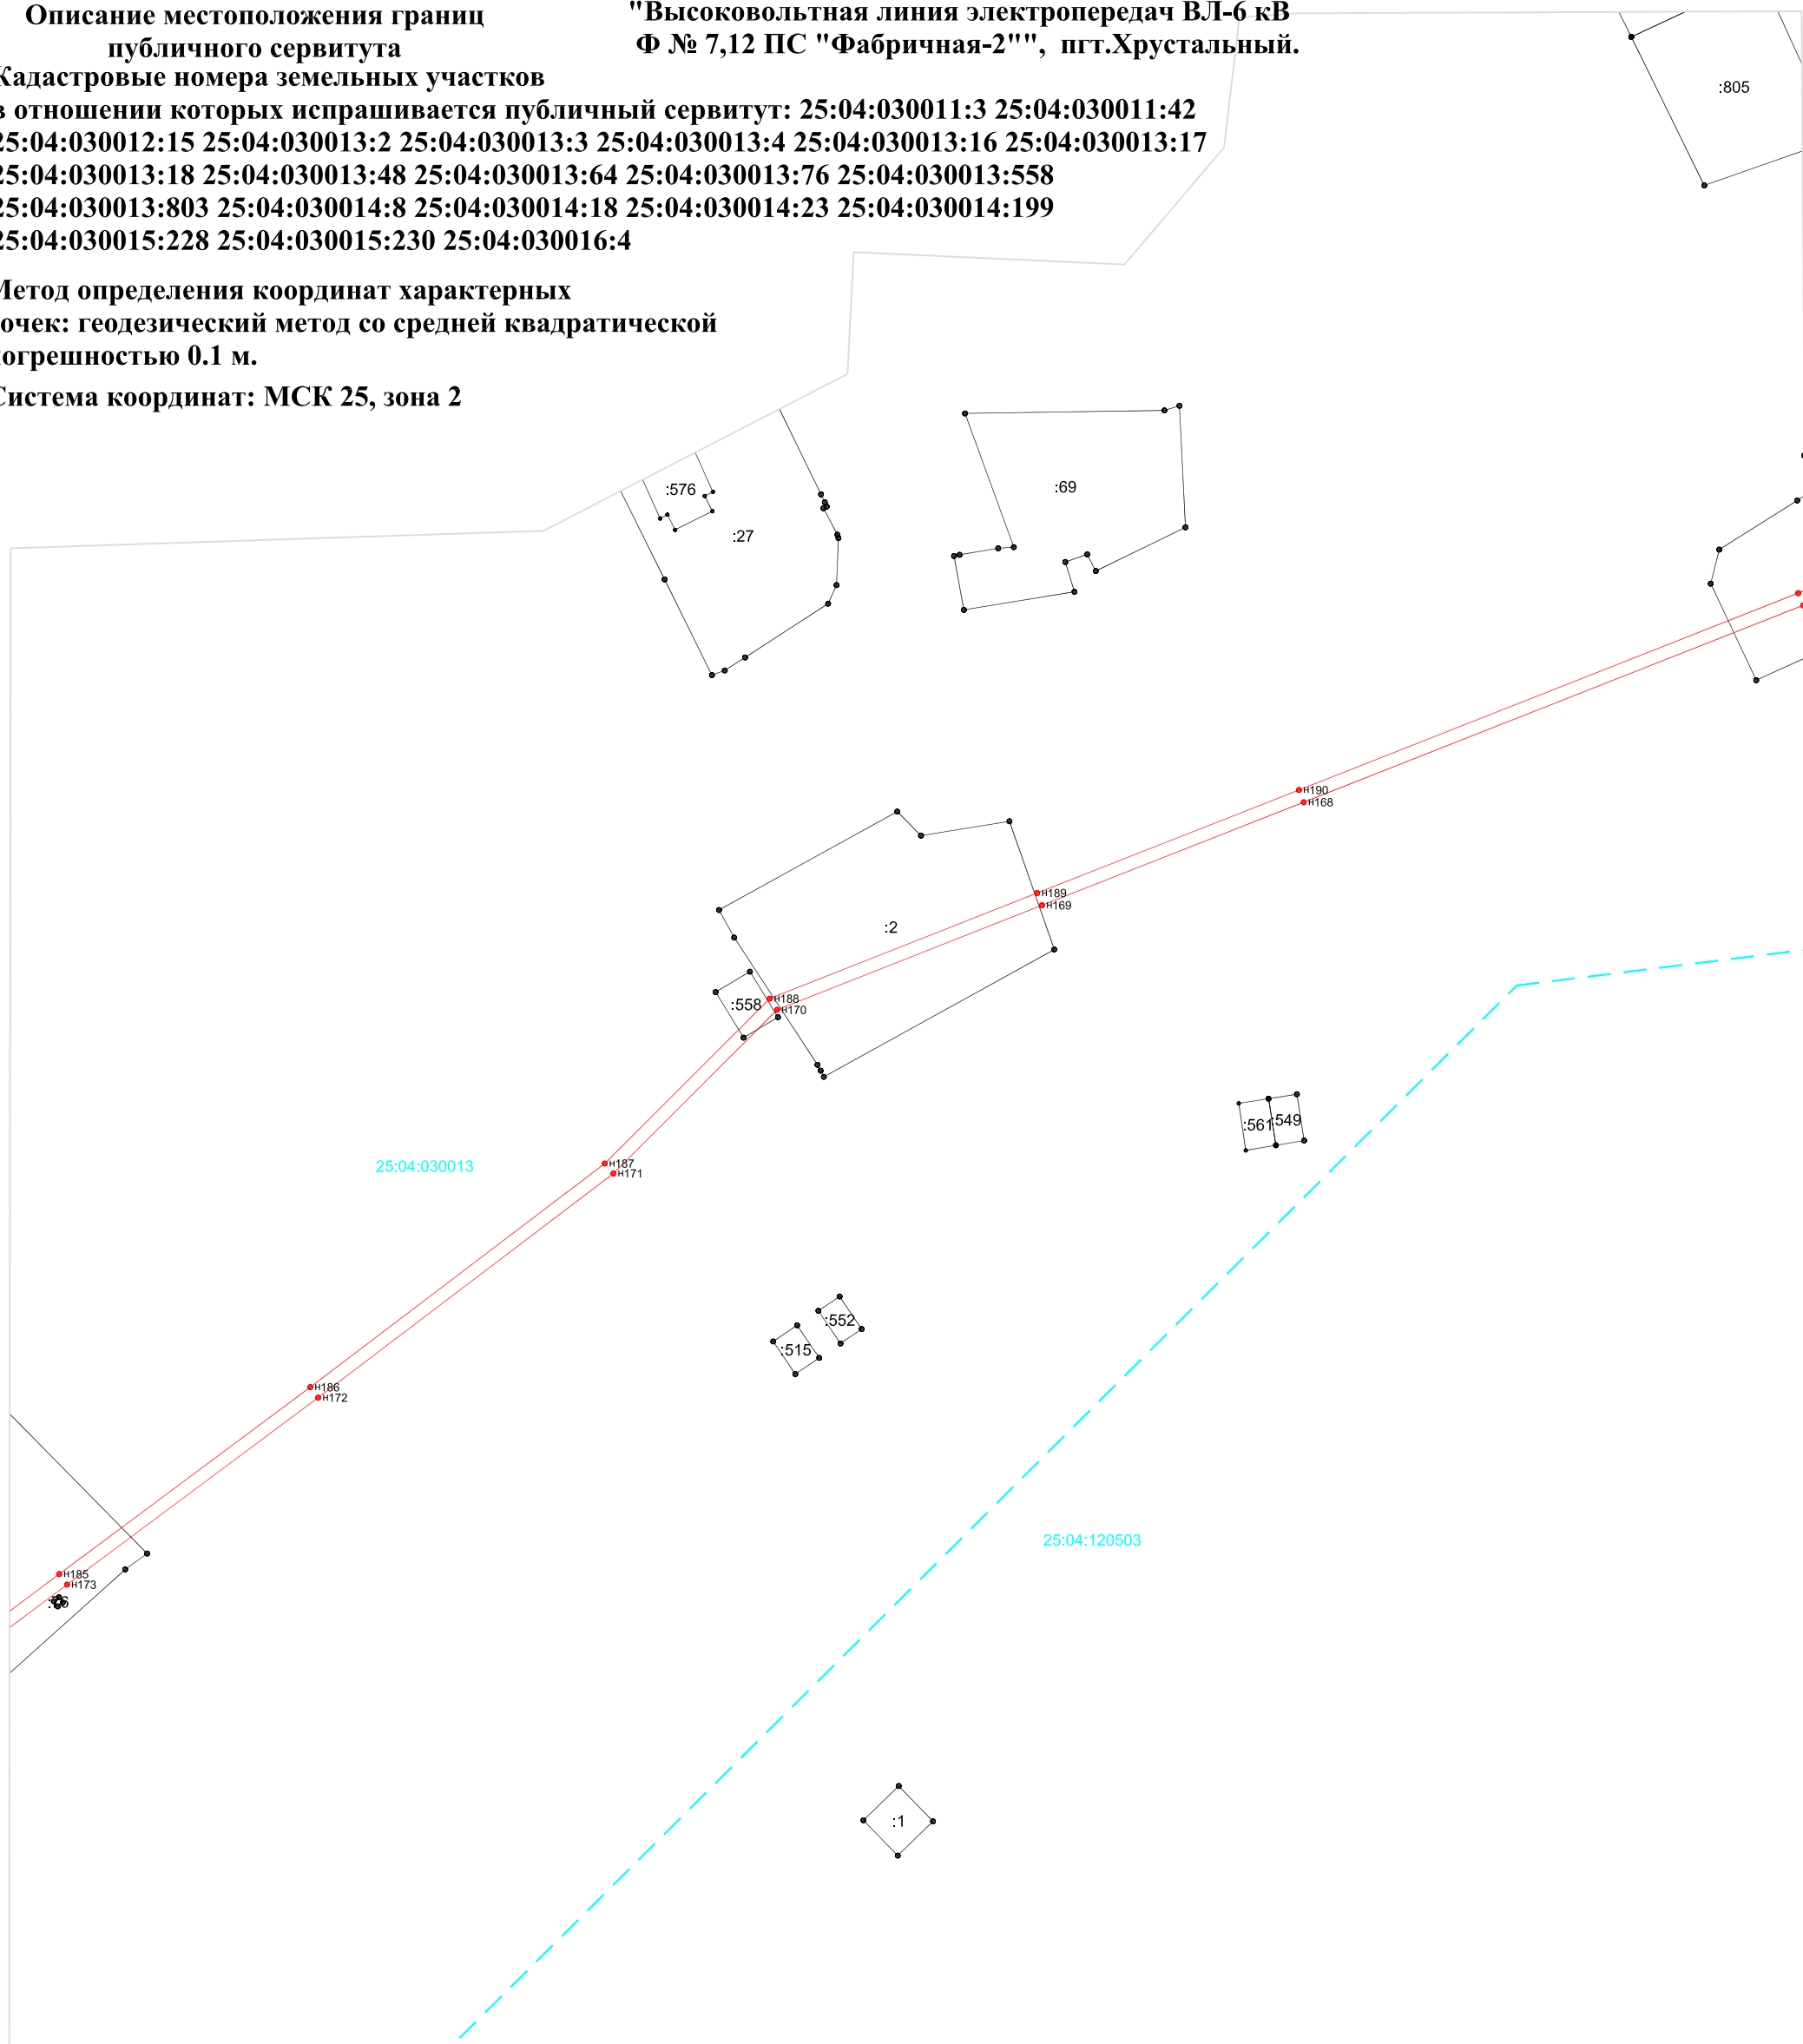 Описание местоположения границ
публичного сервитута
"Высоковольтная линия электропередач ВЛ-6 кВ
Ф № 7,12 ПС "Фабричная-2"", пгт.Хрустальный.
Кадастровые номера земельных участков
в отношении которых испрашивается публичный сервитут: 25:04:030011:3 25:04:030011:42
25:04:030012:15 25:04:030013:2 25:04:030013:3 25:04:030013:4 25:04:030013:16 25:04:030013:17
25:04:030013:18 25:04:030013:48 25:04:030013:64 25:04:030013:76 25:04:030013:558
25:04:030013:803 25:04:030014:8 25:04:030014:18 25:04:030014:23 25:04:030014:199
25:04:030015:228 25:04:030015:230 25:04:030016:4
Метод определения координат характерных
очек: геодезический метод со средней квадратической
огрешностью 0.1 м.
Система координат: МСК 25, зона 2
:805
:576
:69
:27
н190
н168
н189
н169
:2
н188
:558
н170
:561
:549
н187
25:04:030013
н171
:552
:515
н186
н172
25:04:120503
н185
н173
:1